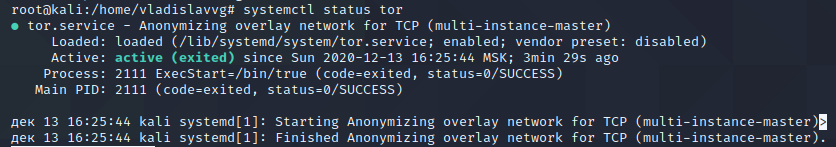 root@kali:/home/vladislavvg# systemctl status tor
● tor.service - Anonymizing overlay network for TCP (multi-instance-master)
Loaded: loaded (/lib/systemd/system/tor.service; enabled; vendor preset: disabled)
Active: active (exited) since Sun 2020-12-13 16:25:44 MSK; 3min 29s ago
Process: 2111 ExecStart=/bin/true (code=exited, status=0/SUCCESS)
Main PID: 2111 (code=exited, status=0/SUCCESS)
дек 13 16:25:44 kali systemd[1]: Starting Anonymizing overlay network for TCP (multi-instance-master)>
дек 13 16:25:44 kali systemd[1]: Finished Anonymizing overlay network for TCP (multi-instance-master).